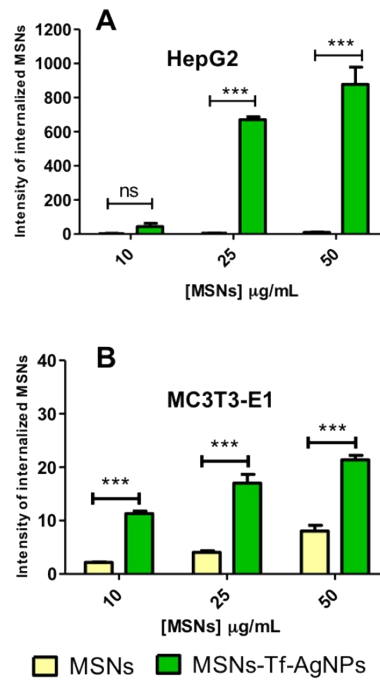 A
HepG2
Intensity of internalized MSNs
1200
1000
800
600
400
200
0
ns
***
***
10
25
50
[MSNs] μg/mL
B
MC3T3-E1
Intensity of internalized MSNs
40
30
20
10
0
***
***
***
10
25
50
[MSNs] μg/mL
MSNs MSNs-Tf-AgNPs